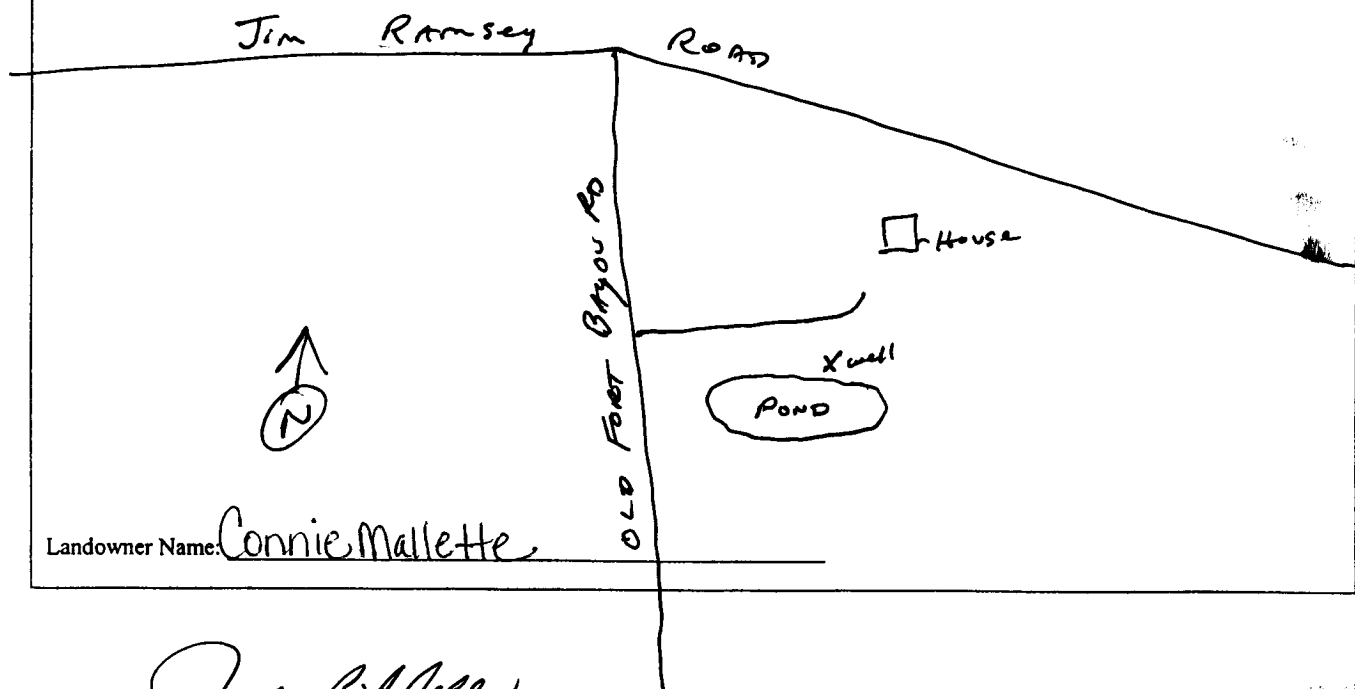 Jim Ramsey Road
House
OLD FORT BAYOU RD
X well
POND
N
Landowner Name: Connie Mallette